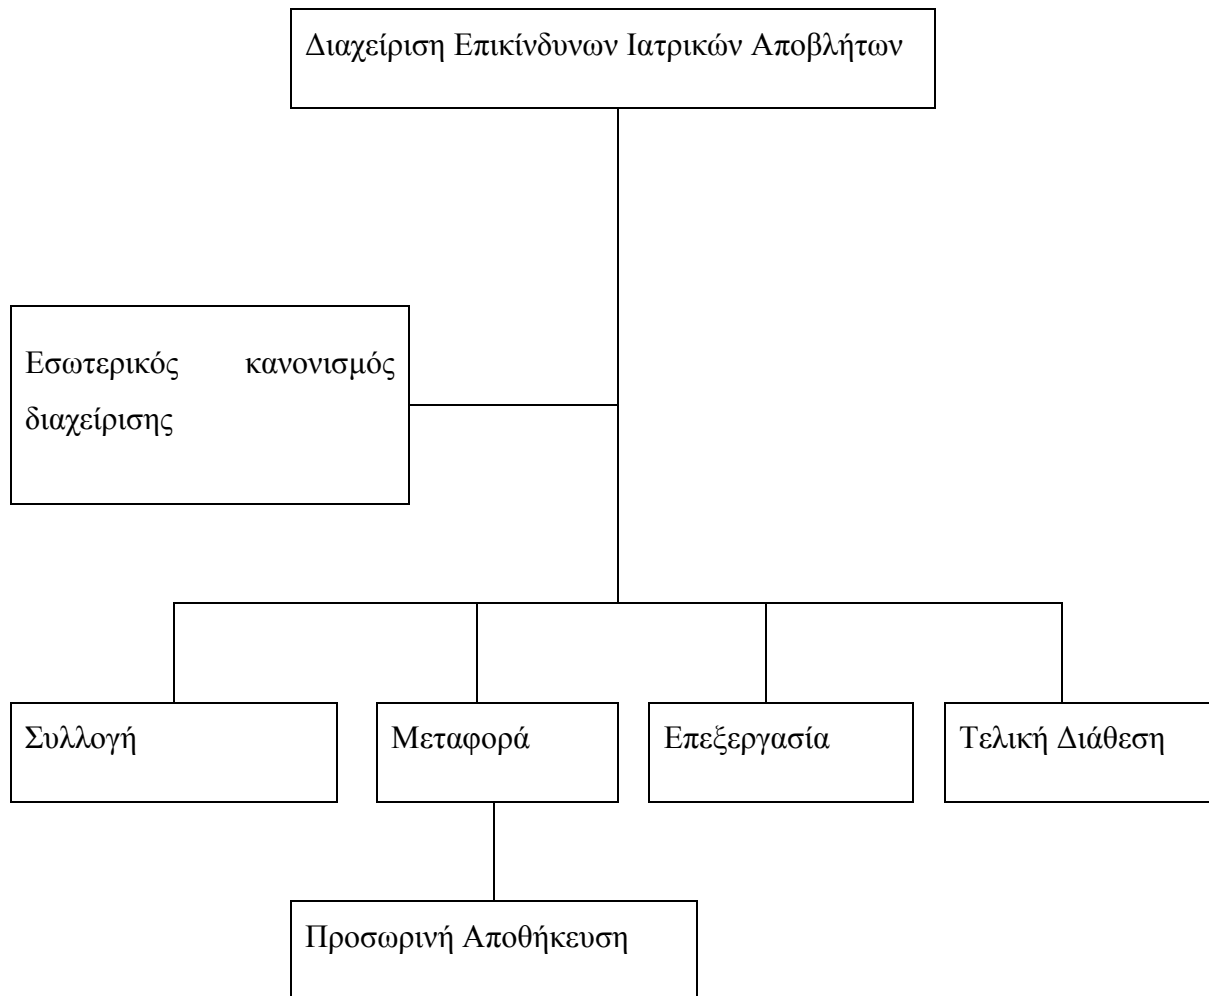 Διαχείριση Επικίνδυνων Ιατρικών Αποβλήτων
Εσωτερικός κανονισμός
διαχείρισης
Συλλογή
Μεταφορά
Επεξεργασία
Τελική Διάθεση
Προσωρινή Αποθήκευση